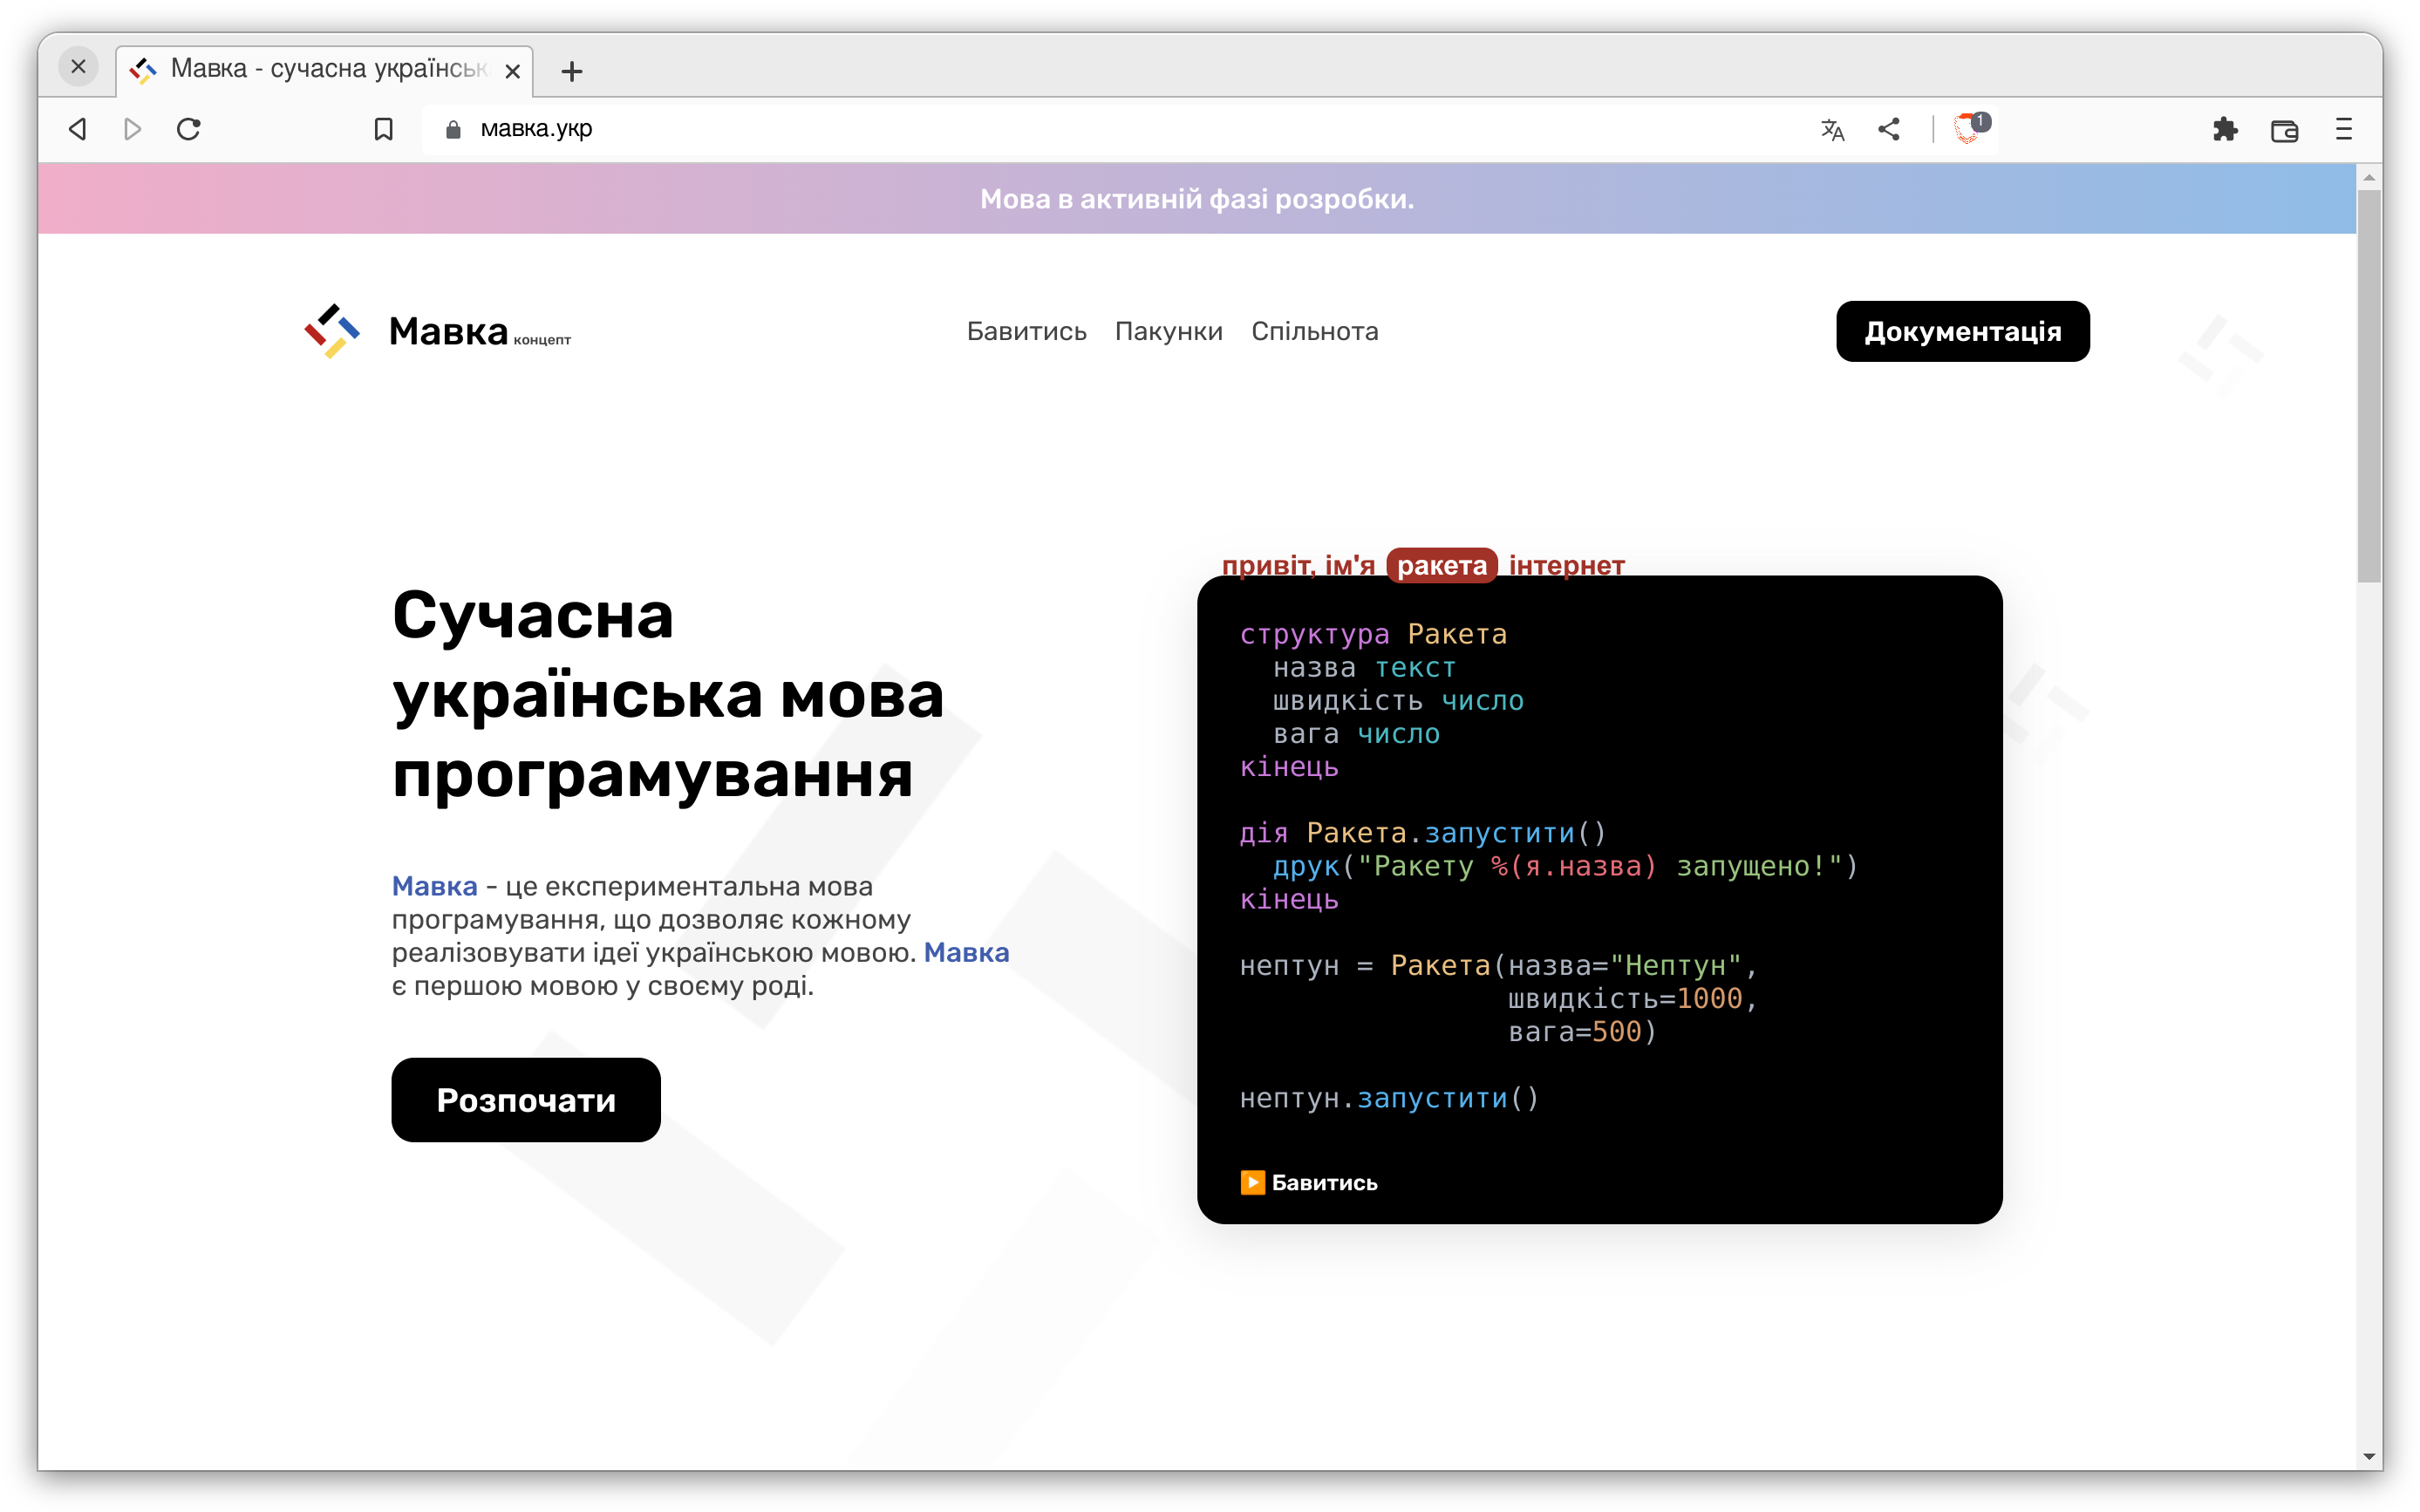 Мавка - сучасна українськ
мавка.укр
1
Мова в активній фазі розробки.
Мавка концепт
Бавитись Пакунки Спільнота
Документація
Сучасна
українська мова
програмування
Мавка - це експериментальна мова
програмування, що дозволяє кожному
реалізовувати ідеї українською мовою. Мавка
є першою мовою у своєму роді.
Розпочати
привіт, ім'я ракета інтернет
структура Ракета
  назва текст
  швидкість число
  вага число
кінець
дія Ракета.запустити()
  друк("Ракету %(я.назва) запущено!")
кінець
нептун = Ракета(назва="Нептун",
                швидкість=1000,
                вага=500)
нептун.запустити()
Бавитись